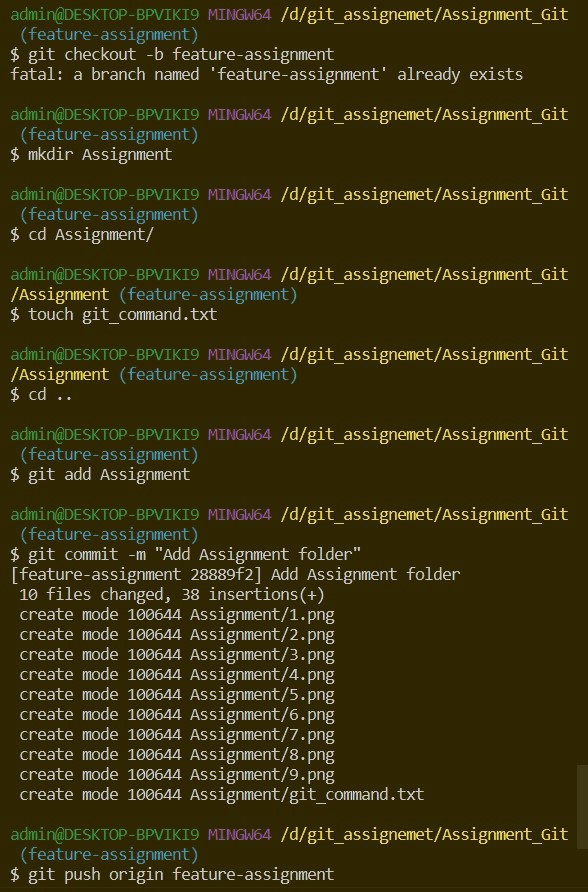 admin@DESKTOP-BPVIKI9 MINGW64 /d/git_assignemet/Assignment_Git
(feature-assignment)
$ git checkout -b feature-assignment
fatal: a branch named 'feature-assignment' already exists
admin@DESKTOP-BPVIKI9 MINGW64 /d/git_assignemet/Assignment_Git
(feature-assignment)
$ mkdir Assignment
admin@DESKTOP-BPVIKI9 MINGW64 /d/git_assignemet/Assignment_Git
(feature-assignment)
$ cd Assignment/
admin@DESKTOP-BPVIKI9 MINGW64 /d/git_assignemet/Assignment_Git
/Assignment (feature-assignment)
$ touch git_command.txt
admin@DESKTOP-BPVIKI9 MINGW64 /d/git_assignemet/Assignment_Git
/Assignment (feature-assignment)
$ cd ..
admin@DESKTOP-BPVIKI9 MINGW64 /d/git_assignemet/Assignment_Git
(feature-assignment)
$ git add Assignment
admin@DESKTOP-BPVIKI9 MINGW64 /d/git_assignemet/Assignment_Git
(feature-assignment)
$ git commit -m "Add Assignment folder"
[feature-assignment 28889f2] Add Assignment folder
10 files changed, 38 insertions(+)
create mode 100644 Assignment/1.png
create mode 100644 Assignment/2.png
create mode 100644 Assignment/3.png
create mode 100644 Assignment/4.png
create mode 100644 Assignment/5.png
create mode 100644 Assignment/6.png
create mode 100644 Assignment/7.png
create mode 100644 Assignment/8.png
create mode 100644 Assignment/9.png
create mode 100644 Assignment/git_command.txt
admin@DESKTOP-BPVIKI9 MINGW64 /d/git_assignemet/Assignment_Git
(feature-assignment)
$ git push origin feature-assignment